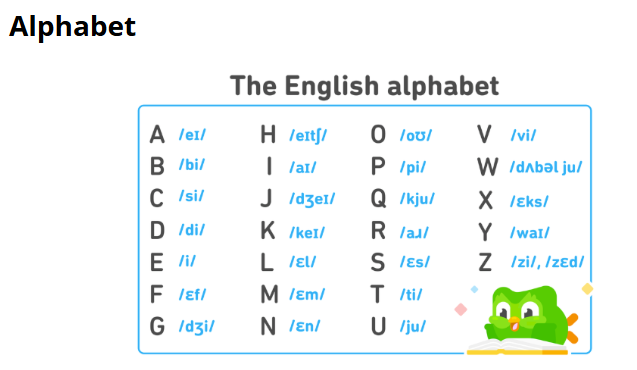 Alphabet
The English alphabet
A /eɪ/
B /bi/
C /si/
D /di/
E /i/
F /ɛf/
G /dʒi/
H /eɪtʃ/
I /aɪ/
J /dʒeɪ/
K /keɪ/
L /ɛl/
M /ɛm/
N /ɛn/
O /oʊ/
P /pi/
Q /kju/
R /aɹ/
S /ɛs/
T /ti/
U /ju/
V /vi/
W /dʌbəl ju/
X /ɛks/
Y /waɪ/
Z /zi/, /zɛd/